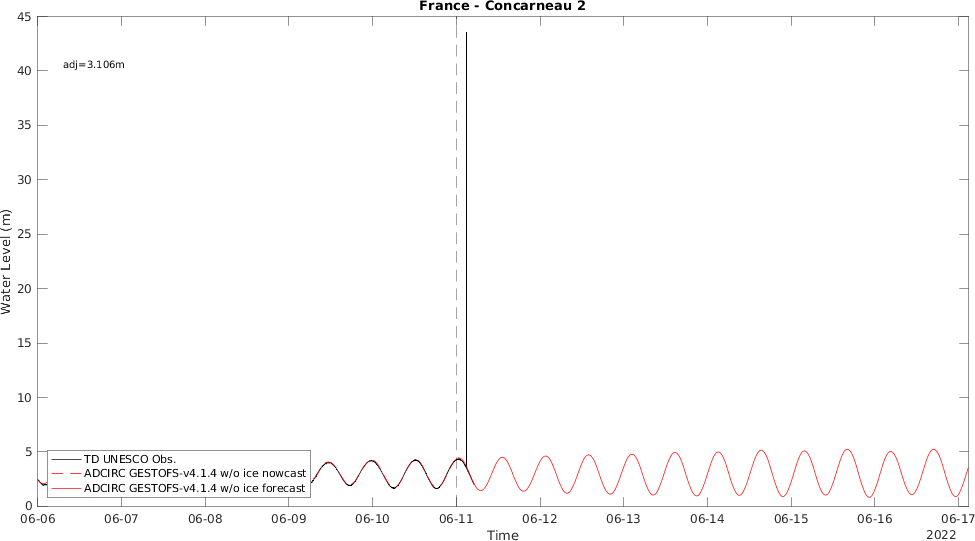 France - Concarneau 2
45
40
35
30
25
20
15
10
5
0
adj=3.106m
Water Level (m)
TD UNESCO Obs.
ADCIRC GESTOFS-v4.1.4 w/o ice nowcast
ADCIRC GESTOFS-v4.1.4 w/o ice forecast
06-06 06-07 06-08 06-09 06-10 06-11 06-12 06-13 06-14 06-15 06-16 06-17
Time
2022